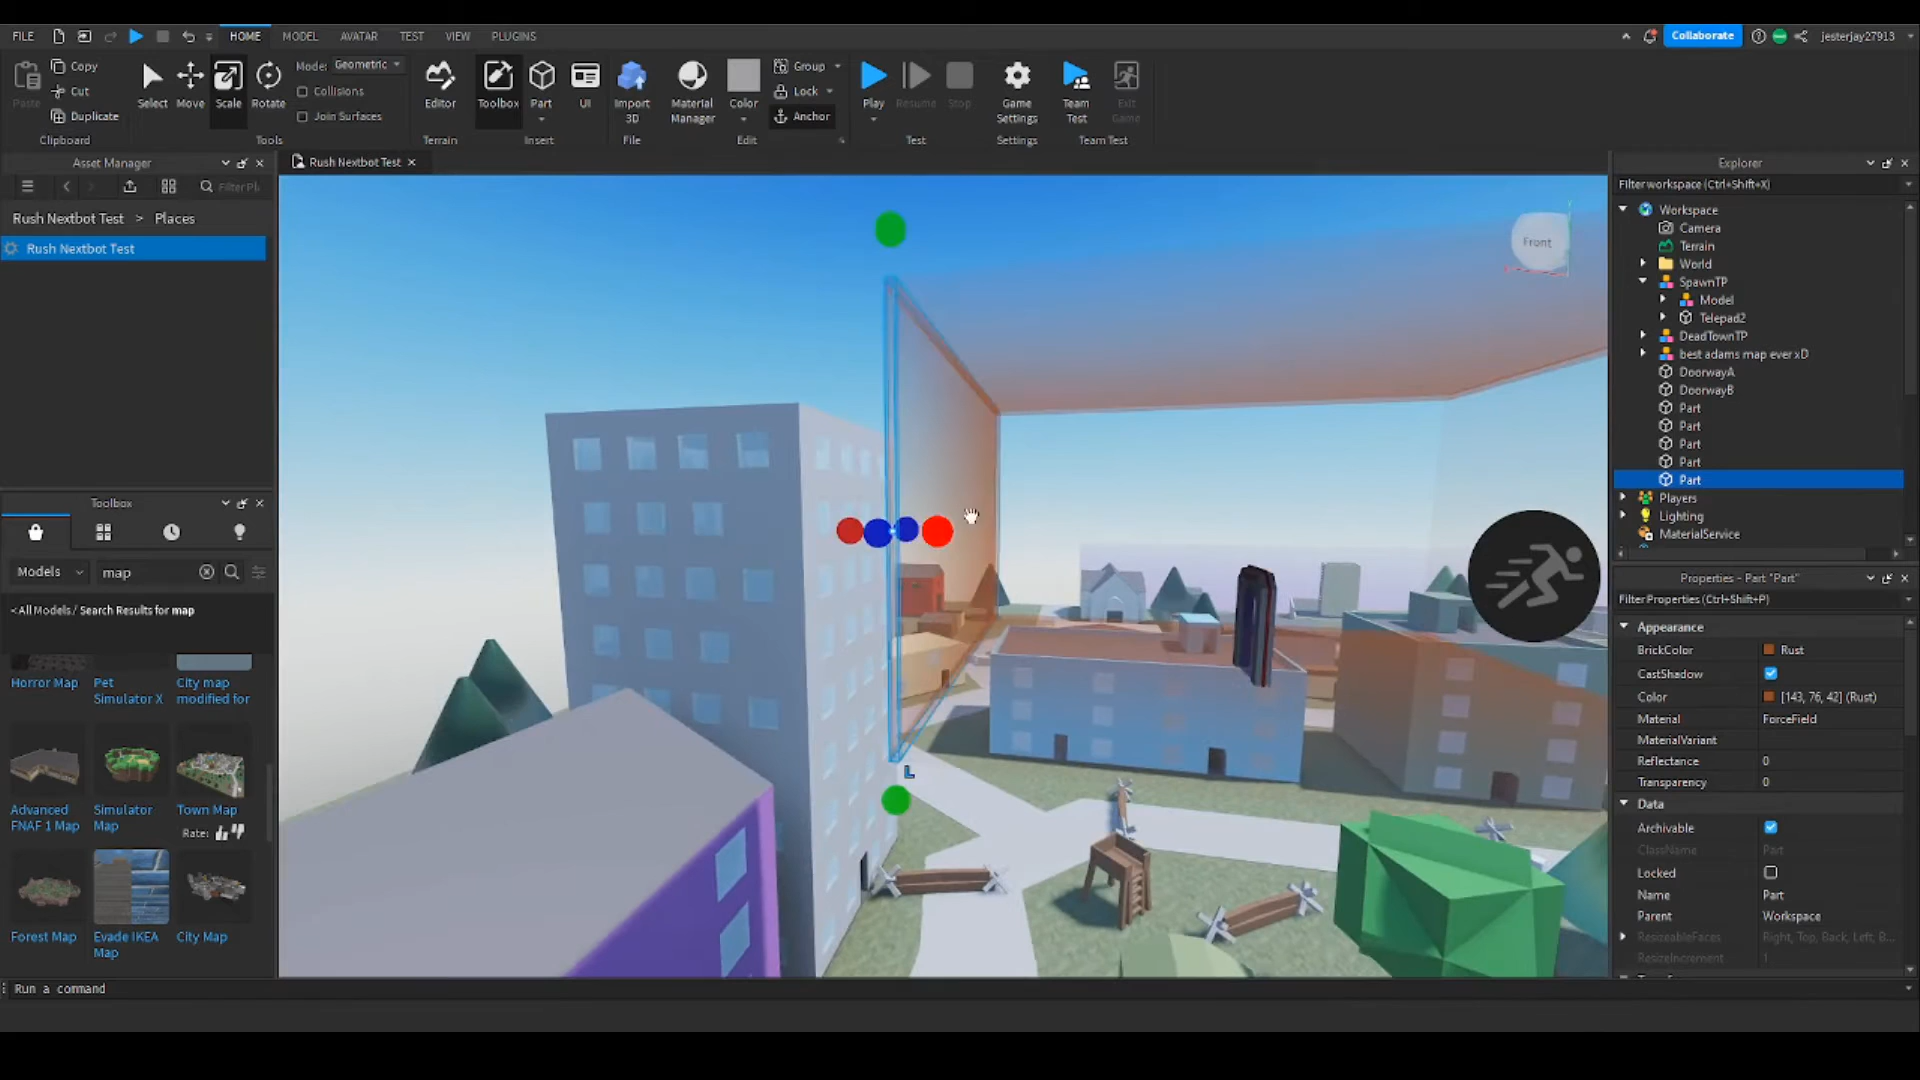 FILE
HOME
MODEL
AVATAR
TEST
VIEW
PLUGINS
Collaborate
jesterjay27913
Paste
Copy
Cut
Duplicate
Clipboard
Select
Move
Scale
Rotate
Mode: Geometric
Collisions
Join Surfaces
Tools
Editor
Terrain
Toolbox
Part
UI
Insert
Import
3D
File
Material
Manager
Color
Group
Lock
Anchor
Edit
Play
Resume
Stop
Test
Game
Settings
Settings
Team
Test
Exit
Game
Team Test
Asset Manager
Filter Pl
Rush Nextbot Test > Places
Rush Nextbot Test
Rush Nextbot Test
Front
L
Toolbox
Models
map
<All Models/ Search Results for map
Horror Map
Pet
Simulator X
City map
modified for
Advanced
FNAF 1 Map
Simulator
Map
Town Map
Rate:
Forest Map
Evade IKEA
Map
City Map
Run a command
Explorer
Filter workspace (Ctrl+Shift+X)
Workspace
Camera
Terrain
World
SpawnTP
Model
Telepad2
DeadTownTP
best adams map ever xD
DoorwayA
DoorwayB
Part
Part
Part
Part
Part
Players
Lighting
MaterialService
Properties - Part "Part"
Filter Properties (Ctrl+Shift+P)
Appearance
BrickColor Rust
CastShadow
Color [143, 76, 42] (Rust)
Material ForceField
MaterialVariant
Reflectance 0
Transparency 0
Data
Archivable
ClassName Part
Locked
Name Part
Parent Workspace
ResizeableFaces Right, Top, Back, Left, B...
ResizeIncrement 1